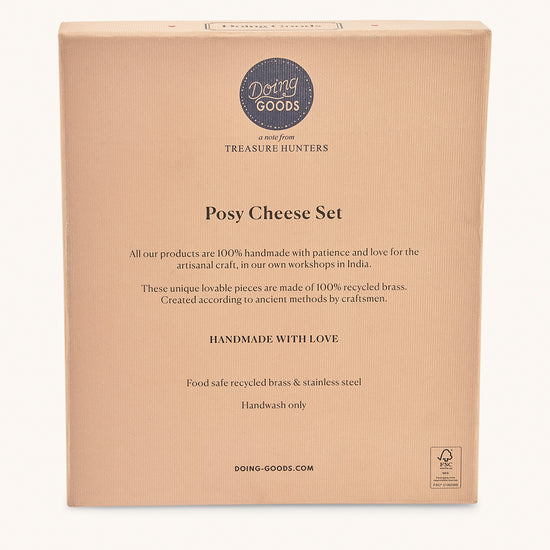 Doing Goods
Doing
GOODS
a note from
TREASURE HUNTERS
Posy Cheese Set
All our products are 100% handmade with patience and love for the
artisanal craft, in our own workshops in India.
These unique lovable pieces are made of 100% recycled brass.
Created according to ancient methods by craftsmen.
HANDMADE WITH LOVE
Food safe recycled brass & stainless steel
Handwash only
DOING-GOODS.COM
FSC
MIX